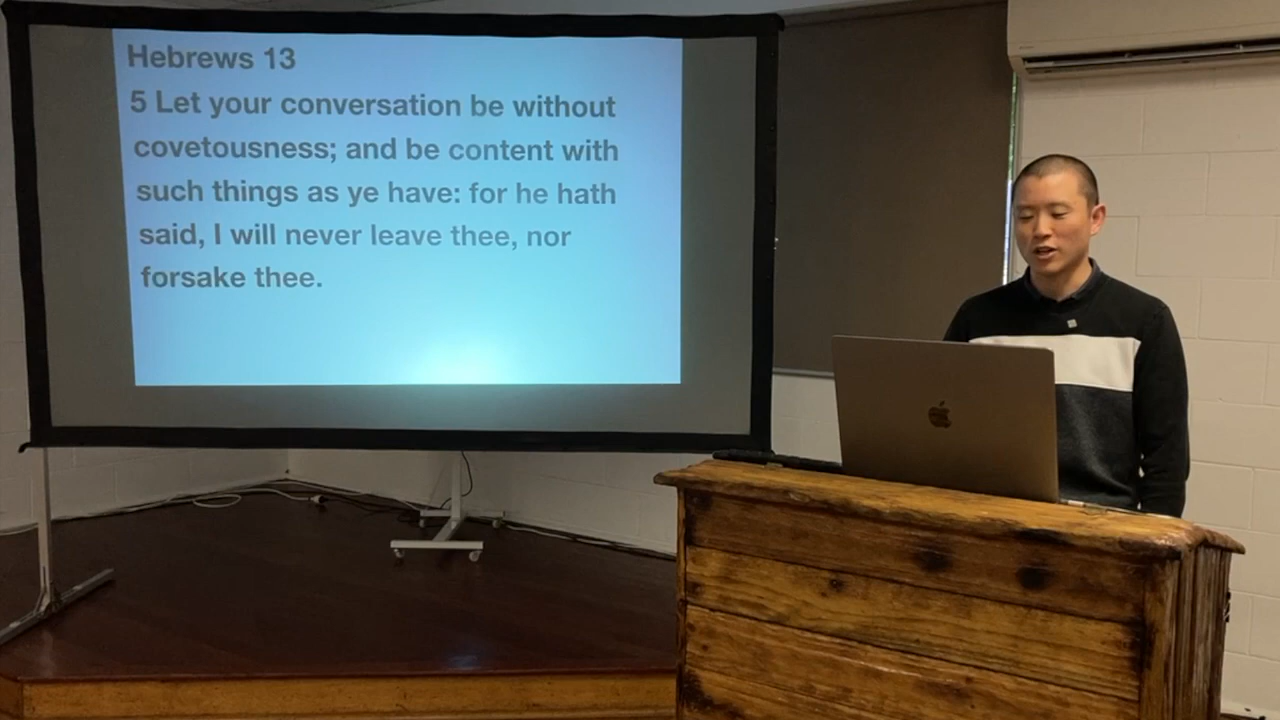 Hebrews 13
5 Let your conversation be without
covetousness; and be content with
such things as ye have: for he hath
said, I will never leave thee, nor
forsake thee.